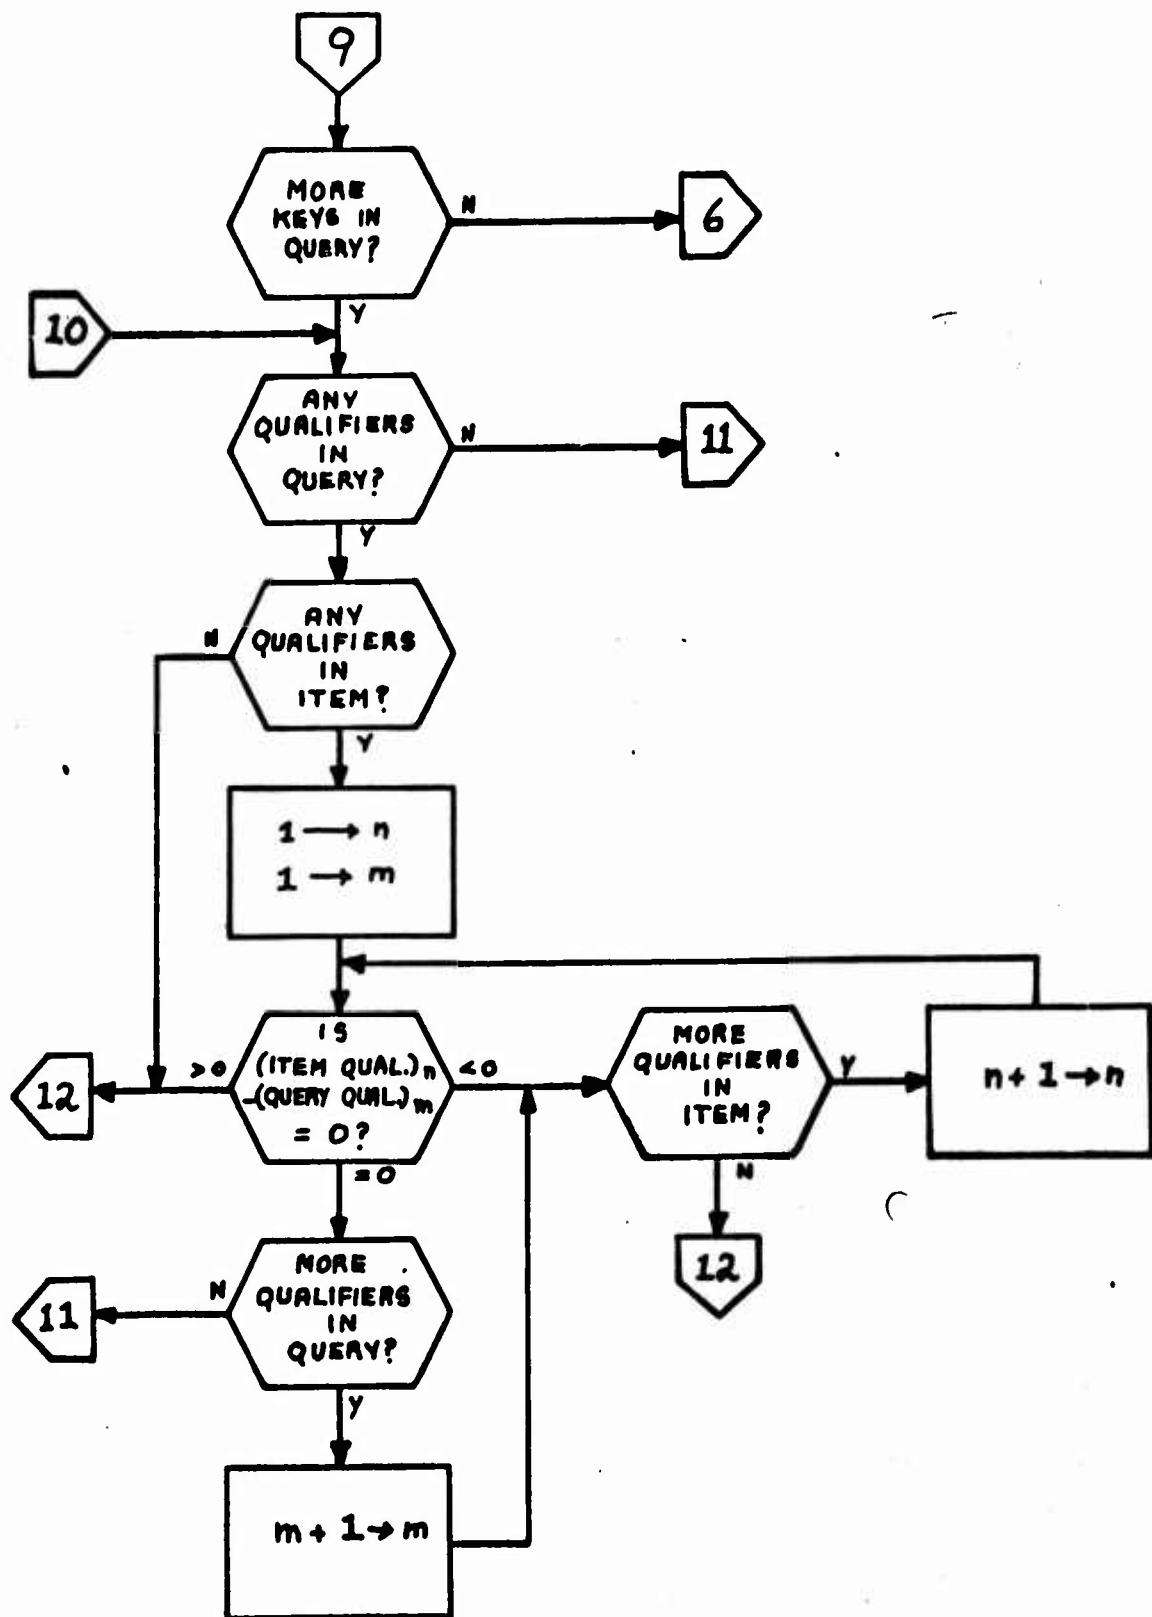 9
MORE
KEYS IN
QUERY?
N
6
Y
10
ANY
QUALIFIERS
IN
QUERY?
N
11
Y
ANY
QUALIFIERS
IN
ITEM?
N
Y
1 → n
1 → m
IS
(ITEM QUAL.)n
-(QUERY QUAL.)m
= 0?
> 0
12
< 0
MORE
QUALIFIERS
IN
ITEM?
Y
n + 1 → n
N
12
= 0
MORE
QUALIFIERS
IN
QUERY?
N
11
Y
m + 1 → m